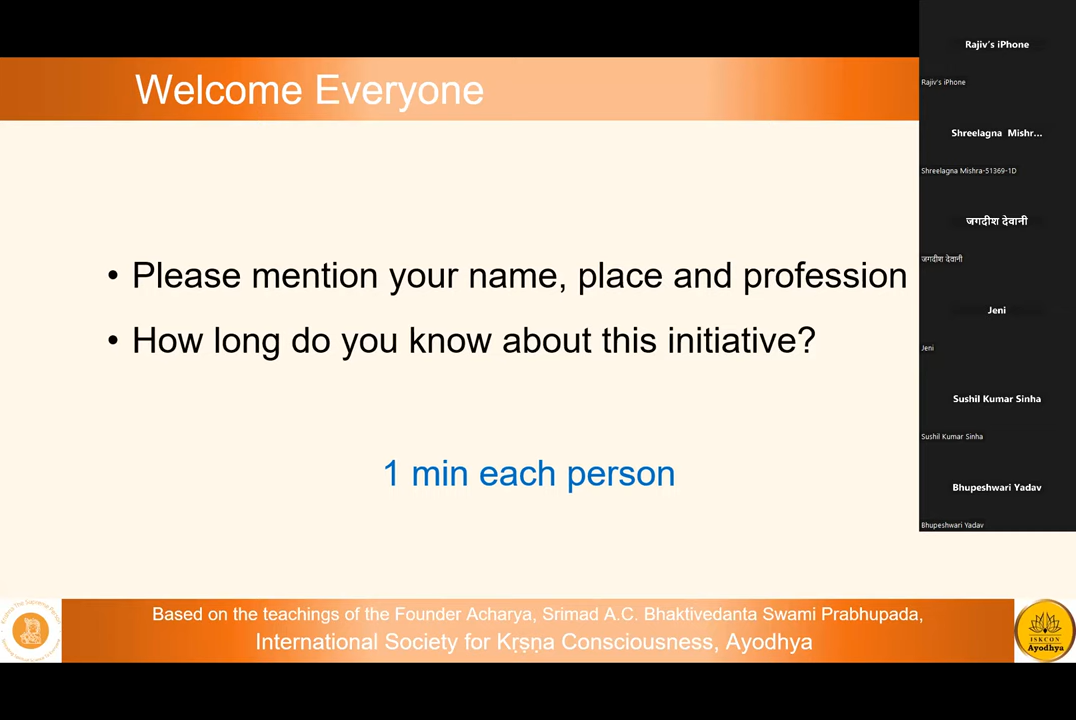 Welcome Everyone
• Please mention your name, place and profession
• How long do you know about this initiative?
1 min each person
Based on the teachings of the Founder Acharya, Srimad A.C. Bhaktivedanta Swami Prabhupada,
International Society for Kṛṣṇa Consciousness, Ayodhya
ISKCON
Ayodhya
Rajiv's iPhone
Rajiv's iPhone
Shreelagna Mishr...
Shreelagna Mishra-51369-1D
जगदीश देवानी
जगदीश देवानी
Jeni
Jeni
Sushil Kumar Sinha
Sushil Kumar Sinha
Bhupeshwari Yadav
Bhupeshwari Yadav